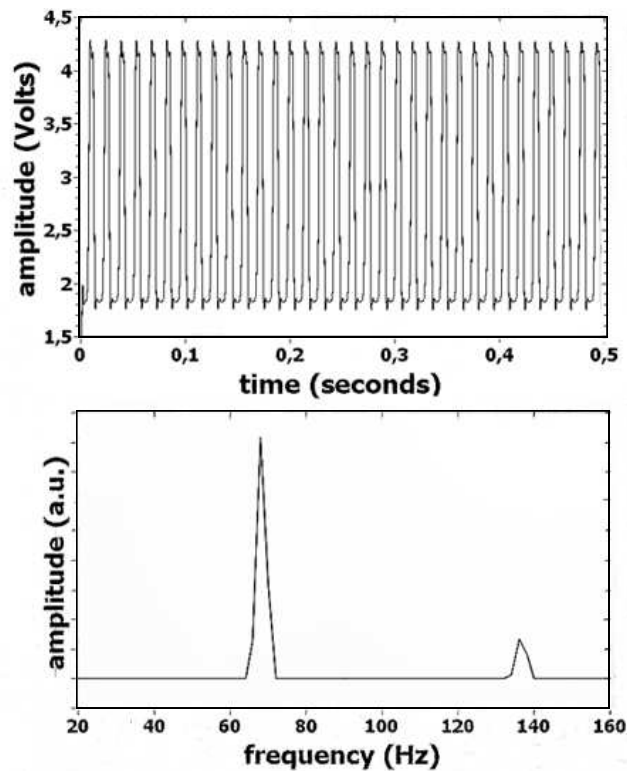 4,5
4
3,5
3
2,5
2
1,5
amplitude (Volts)
0 0,1 0,2 0,3 0,4 0,5
time (seconds)
amplitude (a.u.)
20 40 60 80 100 120 140 160
frequency (Hz)